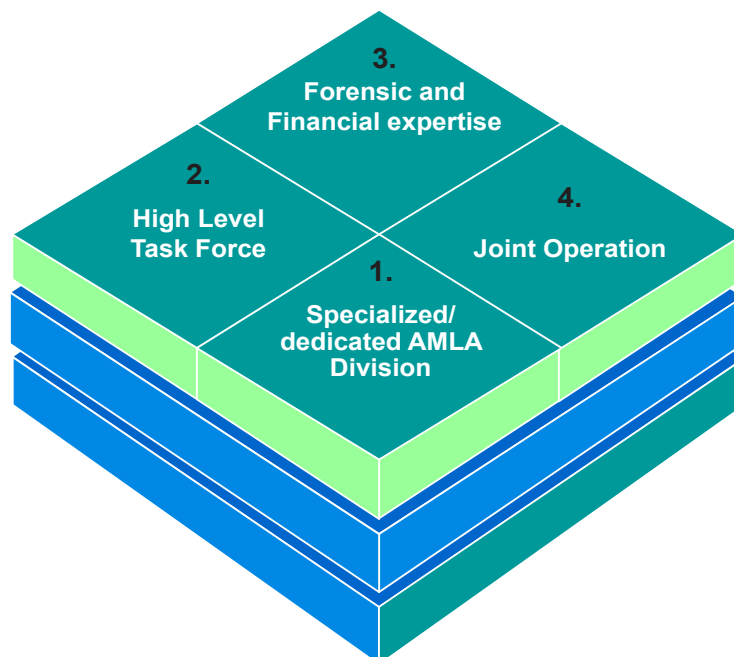 3.
Forensic and
Financial expertise
2.
High Level
Task Force
4.
Joint Operation
1.
Specialized/
dedicated AMLA
Division